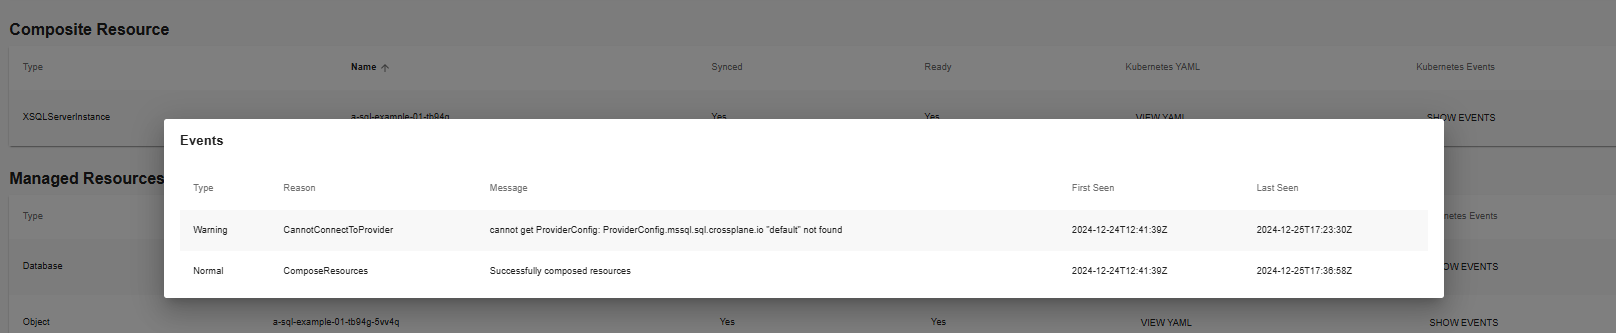 Composite Resource
Type Name ↑ Synced Ready Kubernetes YAML Kubernetes Events
XSQLServerInstance a-sql-example-01-tb94g Yes Yes VIEW YAML SHOW EVENTS
Events
Managed Resources
Type Reason Message First Seen Last Seen
Type netes Events
Warning CannotConnectToProvider cannot get ProviderConfig: ProviderConfig.mssql.sql.crossplane.io "default" not found 2024-12-24T12:41:39Z 2024-12-25T17:23:30Z
Database OW EVENTS
Normal ComposeResources Successfully composed resources 2024-12-24T12:41:39Z 2024-12-25T17:36:58Z
Object a-sql-example-01-tb94g-5vv4q Yes Yes VIEW YAML SHOW EVENTS